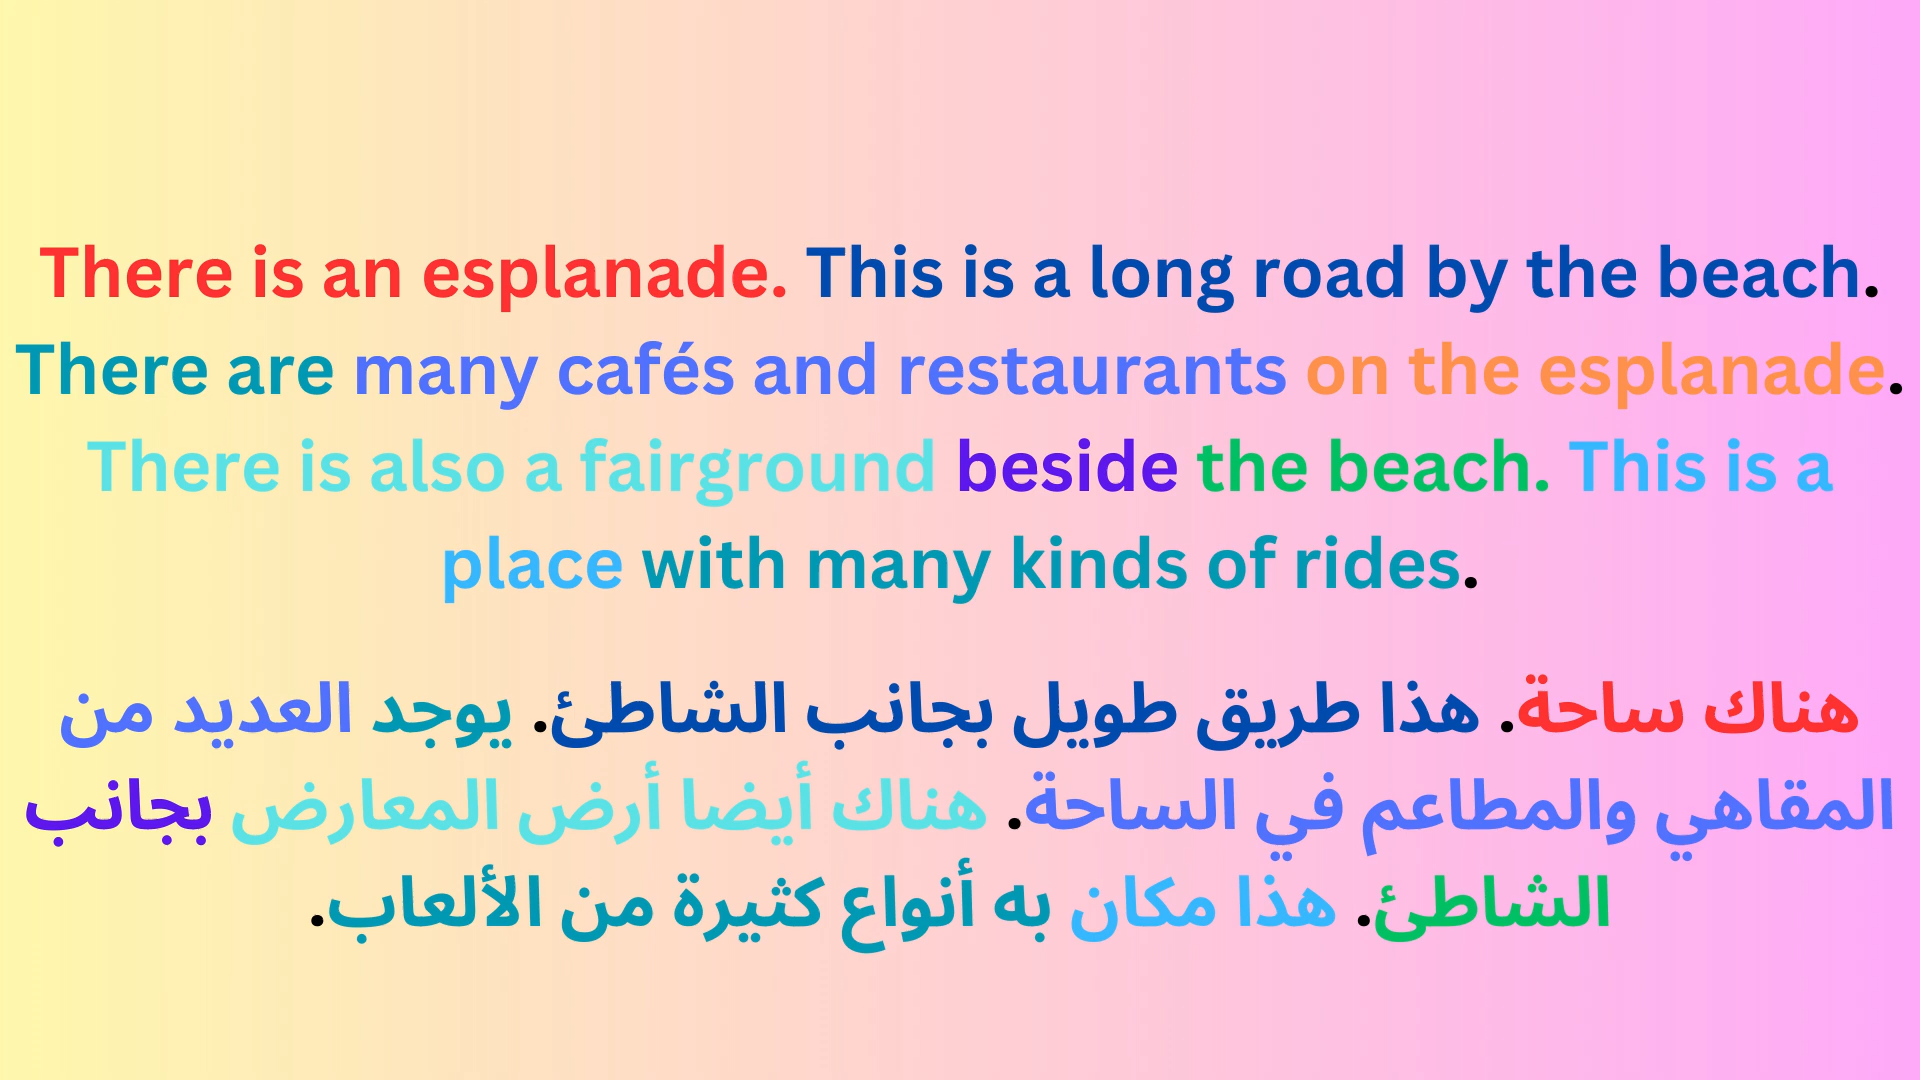 There is an esplanade. This is a long road by the beach.
There are many cafés and restaurants on the esplanade.
There is also a fairground beside the beach. This is a
place with many kinds of rides.
هناك ساحة. هذا طريق طويل بجانب الشاطئ. يوجد العديد من
المقاهي والمطاعم في الساحة. هناك أيضا أرض المعارض بجانب
الشاطئ. هذا مكان به أنواع كثيرة من الألعاب.